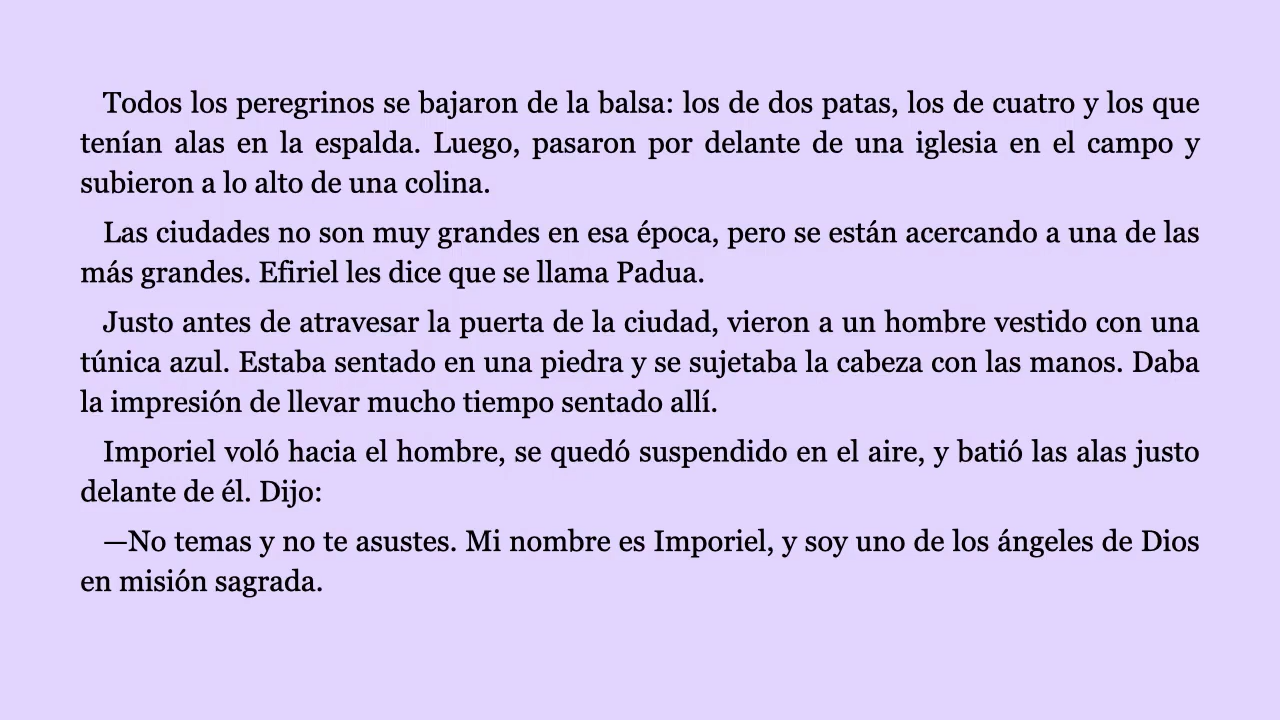 Todos los peregrinos se bajaron de la balsa: los de dos patas, los de cuatro y los que
tenían alas en la espalda. Luego, pasaron por delante de una iglesia en el campo y
subieron a lo alto de una colina.
Las ciudades no son muy grandes en esa época, pero se están acercando a una de las
más grandes. Efiriel les dice que se llama Padua.
Justo antes de atravesar la puerta de la ciudad, vieron a un hombre vestido con una
túnica azul. Estaba sentado en una piedra y se sujetaba la cabeza con las manos. Daba
la impresión de llevar mucho tiempo sentado allí.
Imporiel voló hacia el hombre, se quedó suspendido en el aire, y batió las alas justo
delante de él. Dijo:
—No temas y no te asustes. Mi nombre es Imporiel, y soy uno de los ángeles de Dios
en misión sagrada.